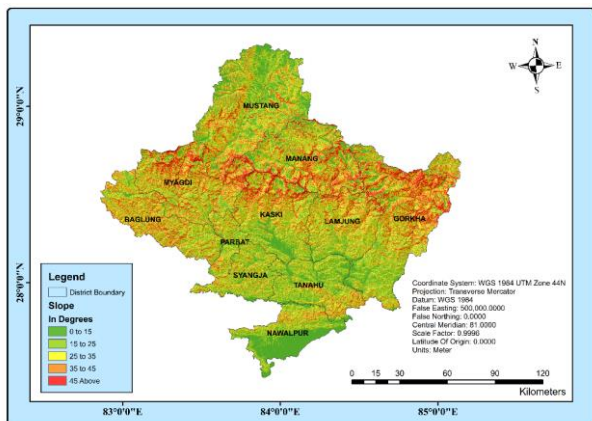 N
W E
S
29°0'0"N
28°0'0"N
MUSTANG
MANANG
MYAGDI
BAGLUNG
KASKI
LAMJUNG
GORKHA
PARBAT
SYANGJA
TANAHU
NAWALPUR
Legend
District Boundary
Slope
In Degrees
0 to 15
15 to 25
25 to 35
35 to 45
45 Above
Coordinate System: WGS 1984 UTM Zone 44N
Projection: Transverse Mercator
Datum: WGS 1984
False Easting: 500,000.0000
False Northing: 0.0000
Central Meridian: 81.0000
Scale Factor: 0.9996
Latitude Of Origin: 0.0000
Units: Meter
0 15 30 60 90 120
Kilometers
83°0'0"E 84°0'0"E 85°0'0"E